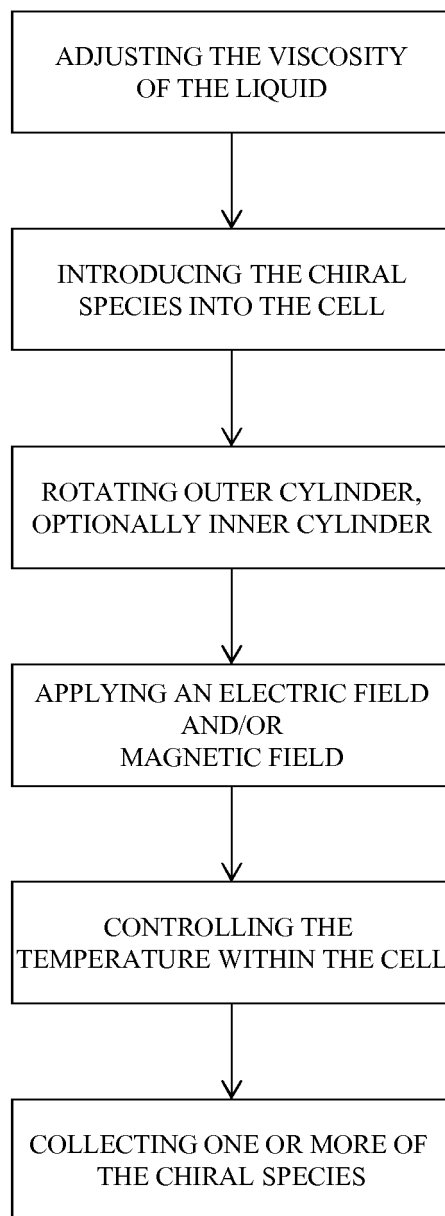 ADJUSTING THE VISCOSITY
OF THE LIQUID
INTRODUCING THE CHIRAL
SPECIES INTO THE CELL
ROTATING OUTER CYLINDER,
OPTIONALLY INNER CYLINDER
APPLYING AN ELECTRIC FIELD
AND/OR
MAGNETIC FIELD
CONTROLLING THE
TEMPERATURE WITHIN THE CELL
COLLECTING ONE OR MORE OF
THE CHIRAL SPECIES